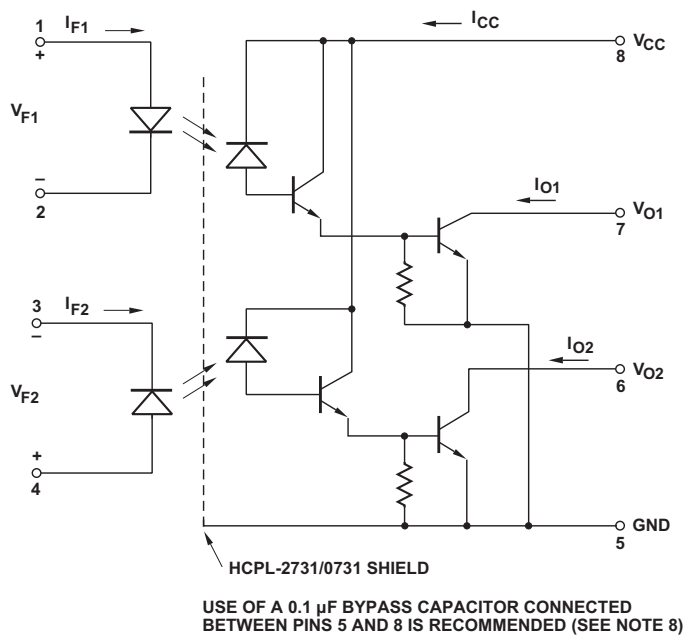 1 IF1 ICC VCC
+ 8
VF1
– IO1 VO1
2 7
3 IF2
– IO2 VO2
VF2 6
+
4 GND
5
HCPL-2731/0731 SHIELD
USE OF A 0.1 µF BYPASS CAPACITOR CONNECTED
BETWEEN PINS 5 AND 8 IS RECOMMENDED (SEE NOTE 8)